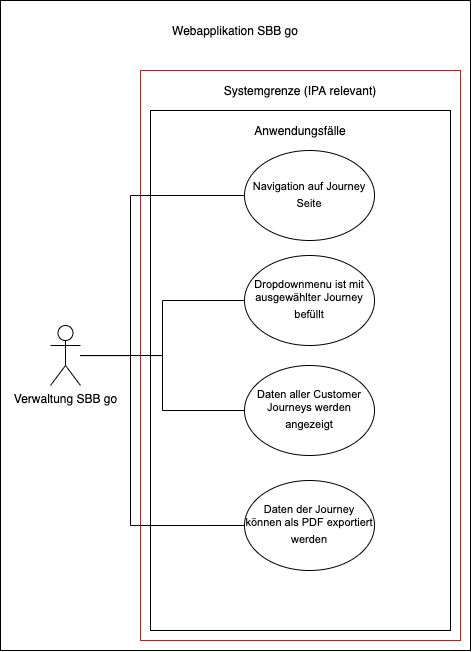 Webapplikation SBB go
Systemgrenze (IPA relevant)
Anwendungsfälle
Navigation auf Journey
Seite
Dropdownmenu ist mit
ausgewählter Journey
befüllt
Verwaltung SBB go
Daten aller Customer
Journeys werden
angezeigt
Daten der Journey
können als PDF exportiert
werden